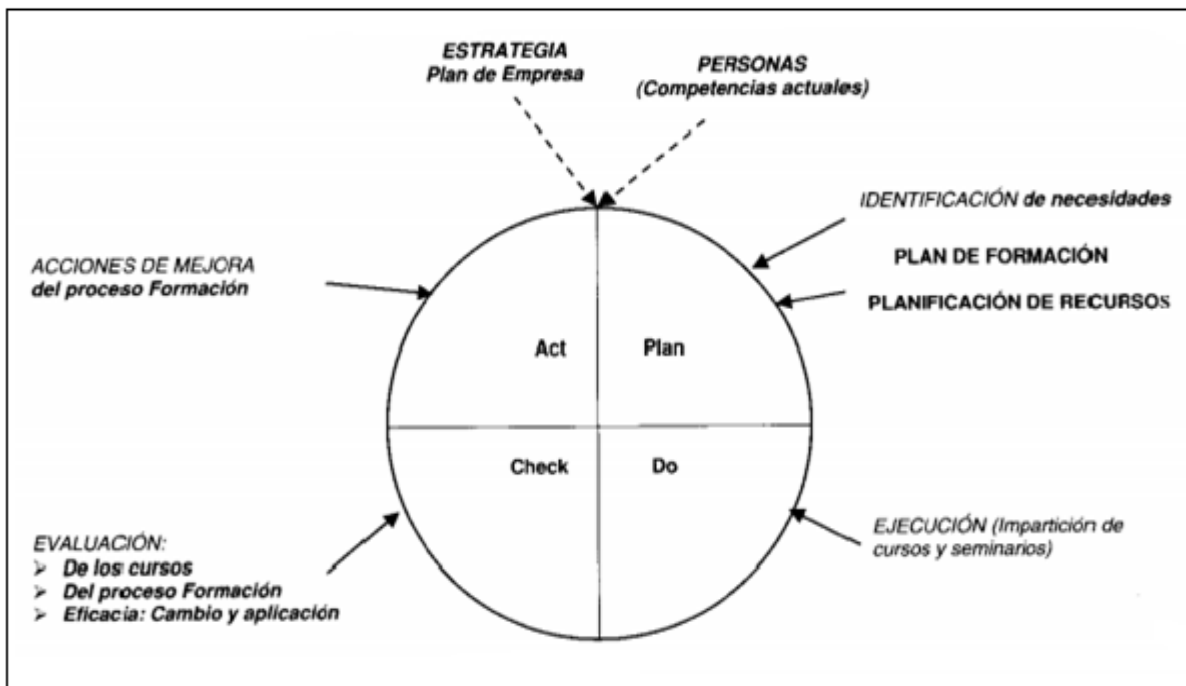 ESTRATEGIA
Plan de Empresa
PERSONAS
(Competencias actuales)
IDENTIFICACIÓN de necesidades
PLAN DE FORMACIÓN
PLANIFICACIÓN DE RECURSOS
ACCIONES DE MEJORA
del proceso Formación
Act
Plan
Check
Do
EJECUCIÓN (Impartición de
cursos y seminarios)
EVALUACIÓN:
➢ De los cursos
➢ Del proceso Formación
➢ Eficacia: Cambio y aplicación